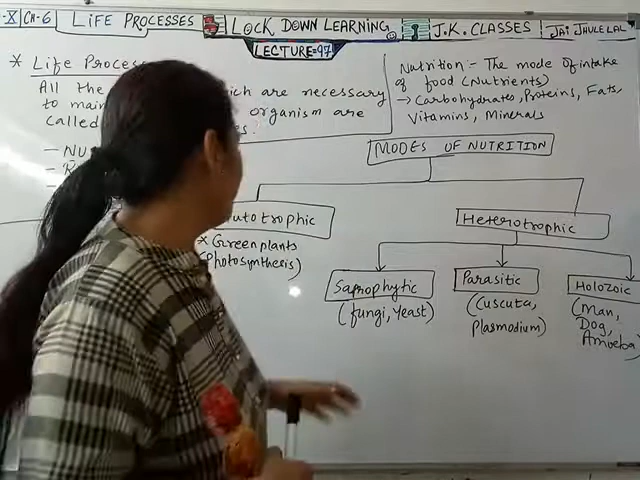 -X CH-6 LIFE PROCESSES LOCK DOWN LEARNING J.K. CLASSES JAI JHULELAL
LECTURE=97
* Life Proces
All the which are necessary
to main organism are
called
- NU
- R
-
Nutrition:- The mode of intake
of food (Nutrients)
→ Carbohydrates, Proteins, Fats,
Vitamins, Minerals
MODES OF NUTRITION
utotrophic
* Green plants
(Photosynthesis)
Heterotrophic
Saprophytic
(fungi, Yeast)
Parasitic
(Cuscuta,
Plasmodium)
Holozoic
(Man,
Dog,
Amoeba)